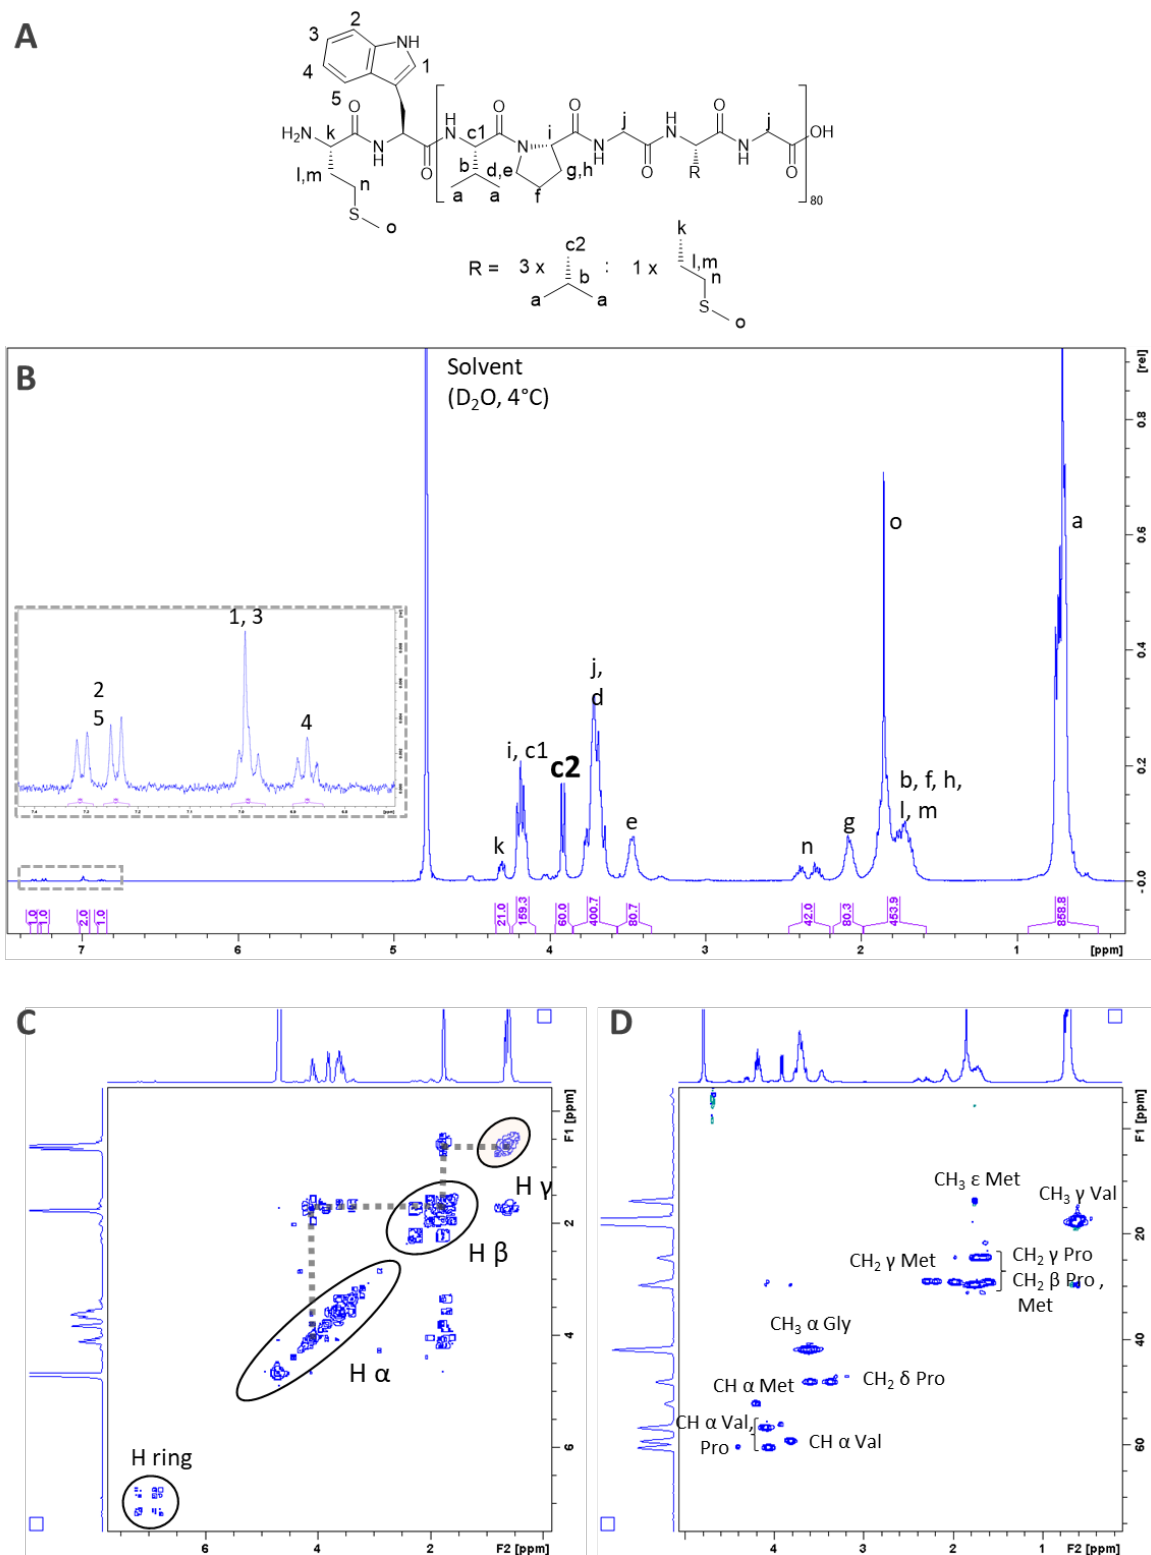 A
2
3
NH
4
1
5
O
k
H2N
N
H
O
l,m
n
S
o
H
N
c1
O
b
a
a
N
d,e
f
i
g,h
O
N
H
j
O
H
N
R
O
N
H
j
OH
O
80
R = 3 x
c2
b
a
a
:
1 x
k
l,m
n
S
o
B
Solvent
(D2O, 4°C)
[rel]
0.8
0.6
0.4
0.2
- 0.0
1, 3
2
5
4
k
i, c1
c2
j,
d
e
n
g
o
b, f, h,
l, m
a
1.0
1.0
2.0
1.0
21.0
159.3
60.0
400.7
80.7
42.0
80.3
453.9
858.8
7
6
5
4
3
2
1
[ppm]
C
F1 [ppm]
2
4
6
H γ
H β
H α
H ring
6
4
2
F2 [ppm]
D
F1 [ppm]
20
40
60
CH3 ε Met
CH3 γ Val
CH2 γ Met
CH2 γ Pro
CH2 β Pro ,
Met
CH3 α Gly
CH α Met
CH2 δ Pro
CH α Val,
Pro
CH α Val
4
3
2
1
F2 [ppm]